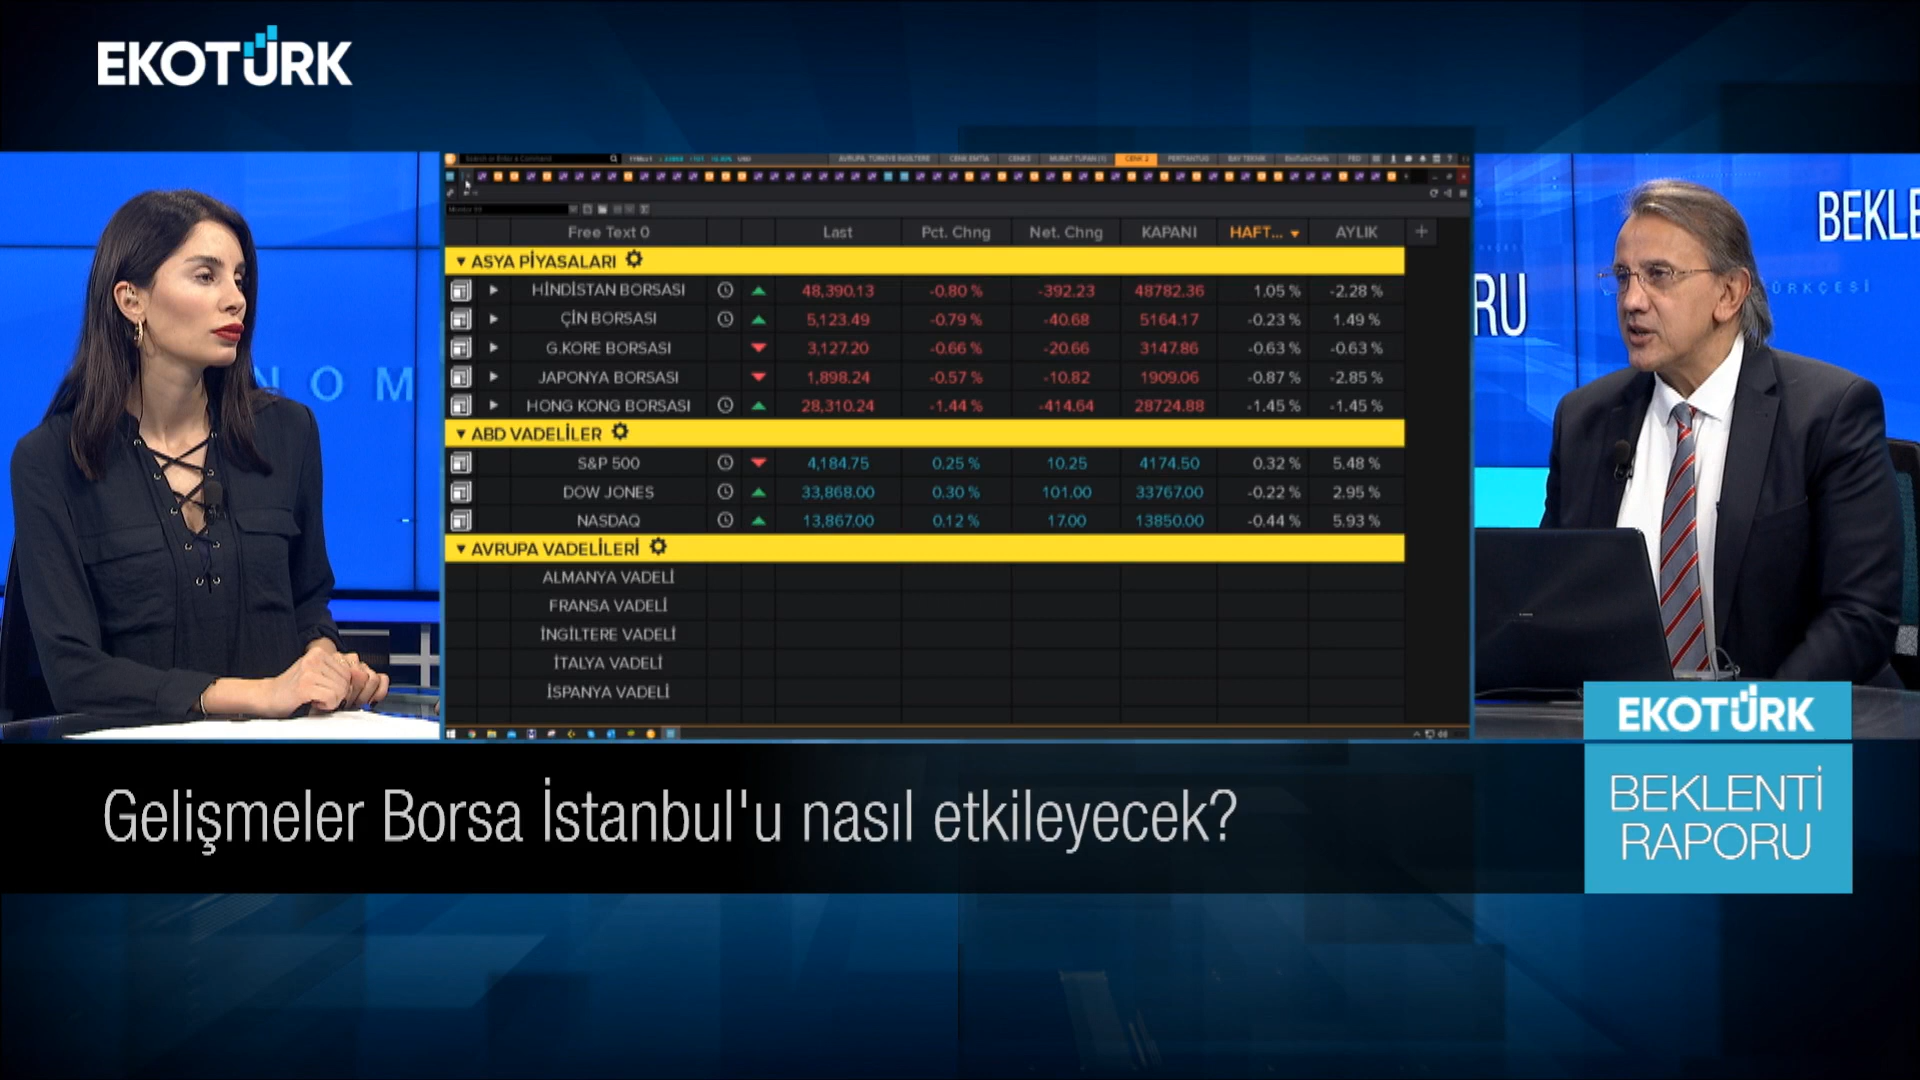 EKOTÜRK
BEKLE
RU
NOM
Free Text 0 Last Pct. Chng Net. Chng KAPANI HAFT... AYLIK
ASYA PİYASALARI
HİNDİSTAN BORSASI 48,390.13 -0.80 % -392.23 48782.36 1.05 % -2.28 %
ÇİN BORSASI 5,123.49 -0.79 % -40.68 5164.17 -0.23 % 1.49 %
G.KORE BORSASI 3,127.20 -0.66 % -20.66 3147.86 -0.63 % -0.63 %
JAPONYA BORSASI 1,898.24 -0.57 % -10.82 1909.06 -0.87 % -2.85 %
HONG KONG BORSASI 28,310.24 -1.44 % -414.64 28724.88 -1.45 % -1.45 %
ABD VADELİLER
S&P 500 4,184.75 0.25 % 10.25 4174.50 0.32 % 5.48 %
DOW JONES 33,868.00 0.30 % 101.00 33767.00 -0.22 % 2.95 %
NASDAQ 13,867.00 0.12 % 17.00 13850.00 -0.44 % 5.93 %
AVRUPA VADELİLERİ
ALMANYA VADELİ
FRANSA VADELİ
İNGİLTERE VADELİ
İTALYA VADELİ
İSPANYA VADELİ
EKOTÜRK
BEKLENTİ
RAPORU
Gelişmeler Borsa İstanbul'u nasıl etkileyecek?